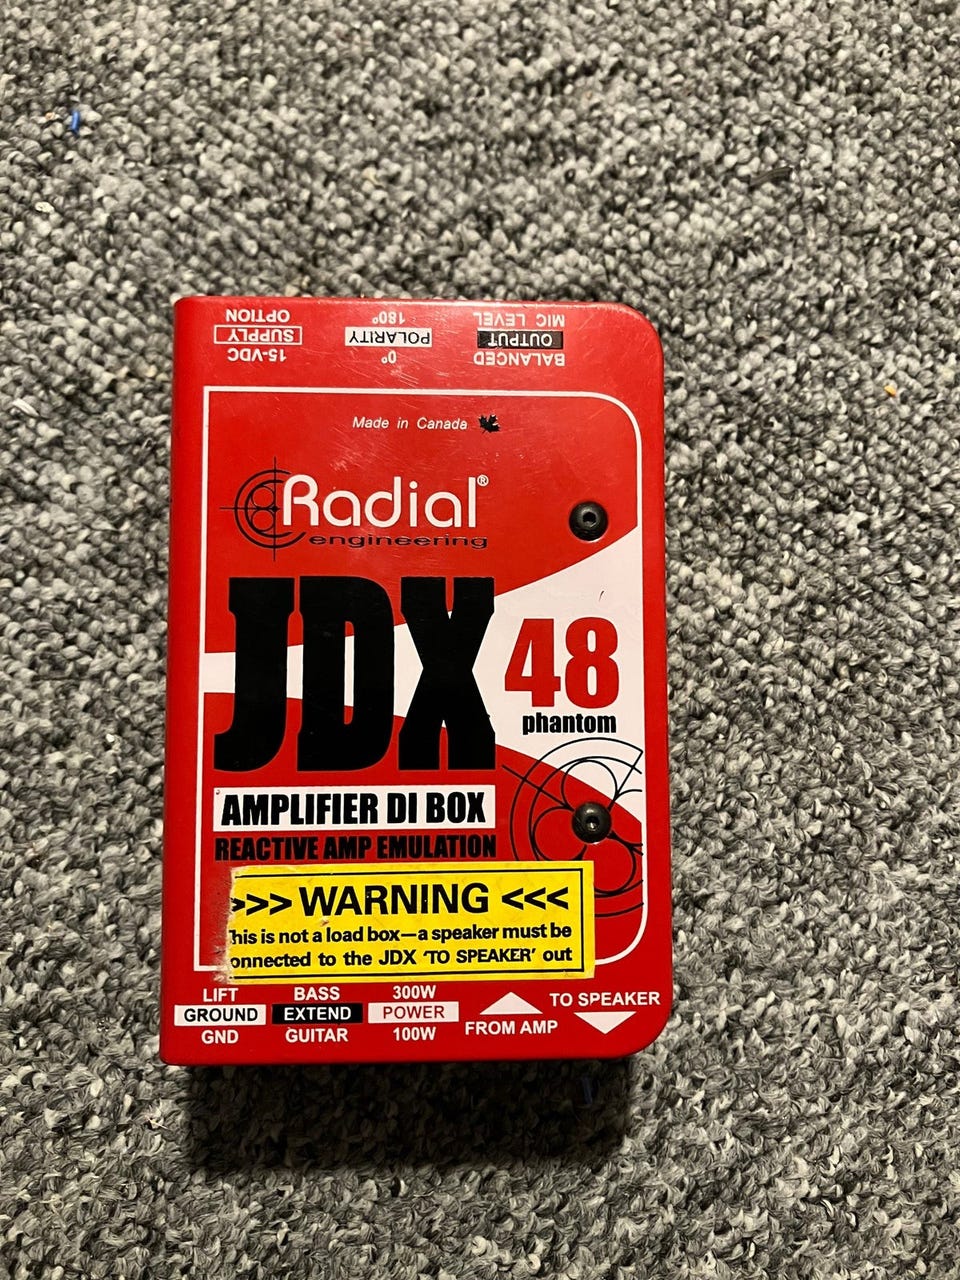 15-VDC
SUPPLY
OPTION
0°
POLARITY
180°
BALANCED
OUTPUT
MIC LEVEL
Made in Canada
Radial®
engineering
JDX
48
phantom
AMPLIFIER DI BOX
REACTIVE AMP EMULATION
>>> WARNING <<<
his is not a load box—a speaker must be
onnected to the JDX 'TO SPEAKER' out
LIFT
GROUND
GND
BASS
EXTEND
GUITAR
300W
POWER
100W
FROM AMP
TO SPEAKER